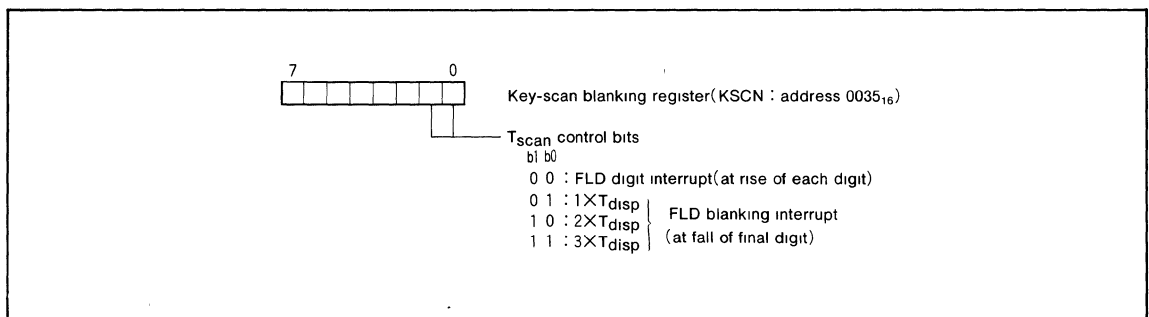 7 0
Key-scan blanking register(KSCN : address 0035₁₆)
Tscan control bits
b1 b0
0 0 : FLD digit interrupt(at rise of each digit)
0 1 : 1×Tdisp
1 0 : 2×Tdisp
1 1 : 3×Tdisp
FLD blanking interrupt
(at fall of final digit)